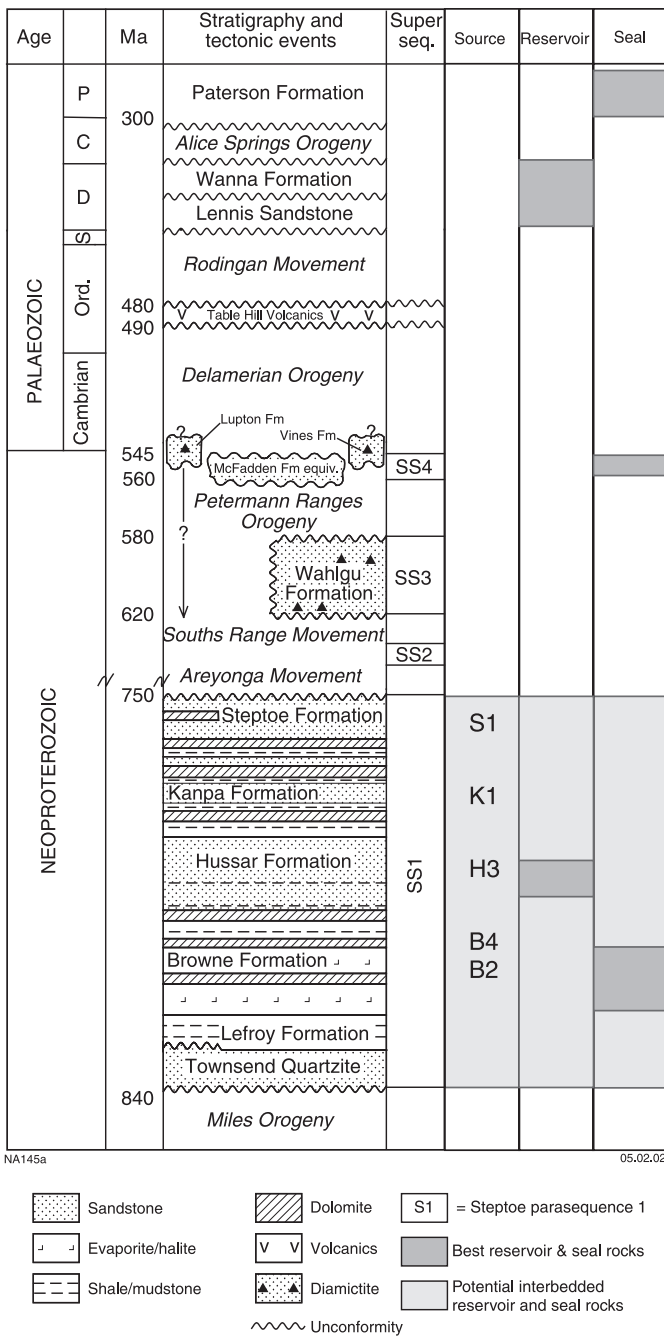 Age
Ma
Stratigraphy and
tectonic events
Super
seq.
Source
Reservoir
Seal
PALAEOZOIC
P
Paterson Formation
300
C
Alice Springs Orogeny
D
Wanna Formation
Lennis Sandstone
S
Rodingan Movement
Ord.
480
V Table Hill Volcanics V V
490
Cambrian
Delamerian Orogeny
? Lupton Fm
Vines Fm ?
545
McFadden Fm equiv.
SS4
560
Petermann Ranges
Orogeny
580
?
Wahlgu
Formation
SS3
620
Souths Range Movement
SS2
Areyonga Movement
NEOPROTEROZOIC
750
Steptoe Formation
S1
Kanpa Formation
K1
SS1
Hussar Formation
H3
B4
Browne Formation
B2
Lefroy Formation
Townsend Quartzite
840
Miles Orogeny
NA145a
05.02.02
Sandstone
Dolomite
S1 = Steptoe parasequence 1
Evaporite/halite
V V Volcanics
Best reservoir & seal rocks
Shale/mudstone
Diamictite
Potential interbedded
reservoir and seal rocks
Unconformity